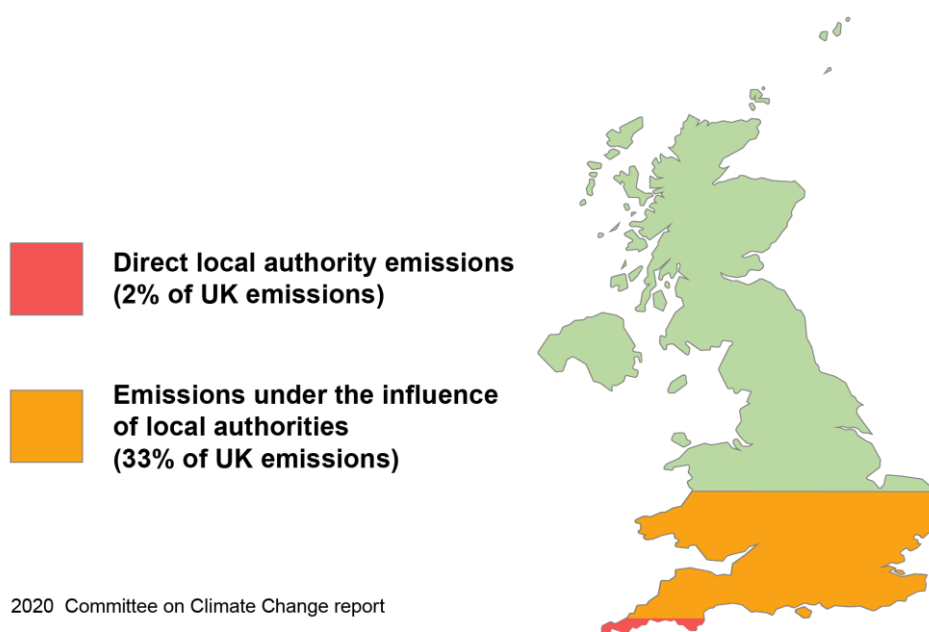 Direct local authority emissions
(2% of UK emissions)
Emissions under the influence
of local authorities
(33% of UK emissions)
2020 Committee on Climate Change report